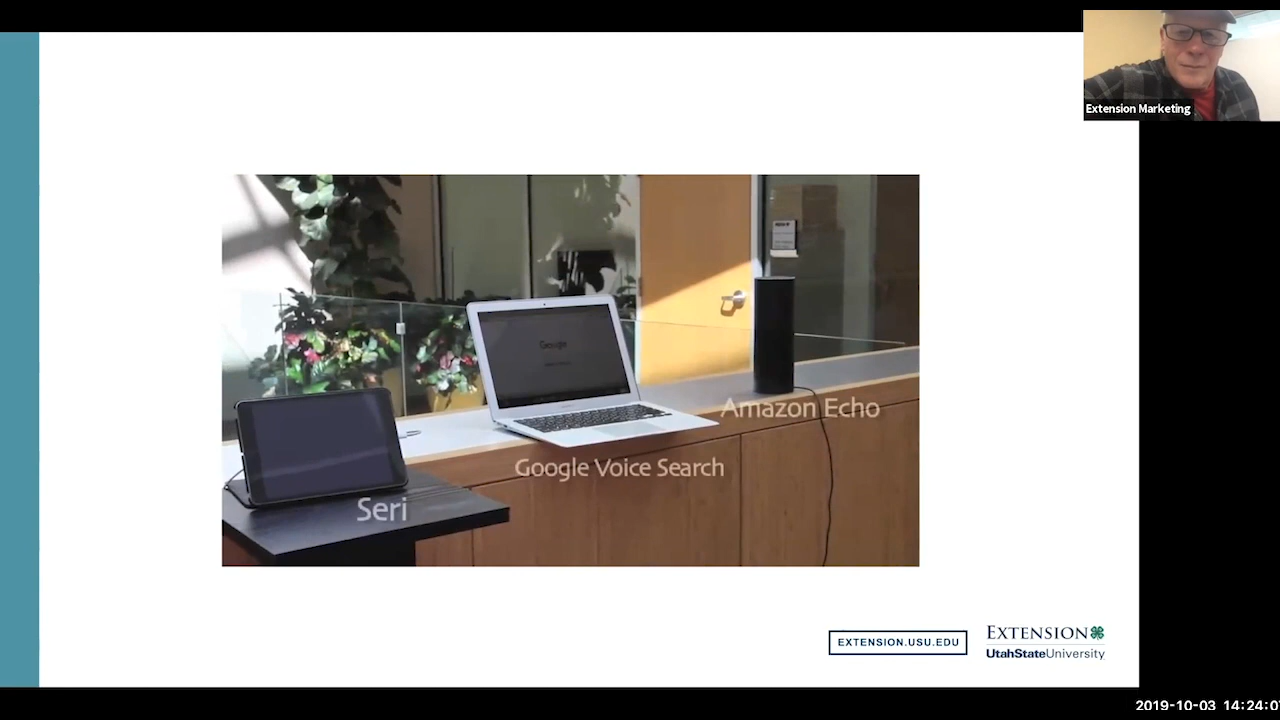 Extension Marketing
Google
Amazon Echo
Google Voice Search
Seri
EXTENSION.USU.EDU
EXTENSION
UtahStateUniversity
2019-10-03 14:24:0